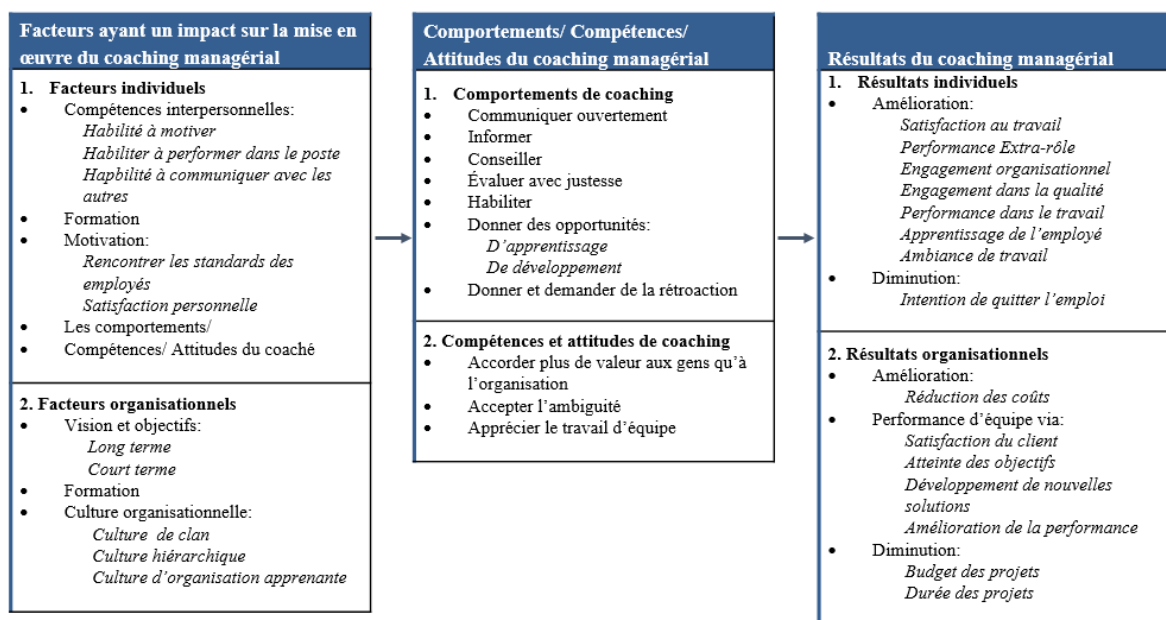 Facteurs ayant un impact sur la mise en
œuvre du coaching managérial
1. Facteurs individuels
• Compétences interpersonnelles:
Habilité à motiver
Habiliter à performer dans le poste
Hapbilité à communiquer avec les
autres
• Formation
• Motivation:
Rencontrer les standards des
employés
Satisfaction personnelle
• Les comportements/
• Compétences/ Attitudes du coaché
2. Facteurs organisationnels
• Vision et objectifs:
Long terme
Court terme
• Formation
• Culture organisationnelle:
Culture de clan
Culture hiérarchique
Culture d'organisation apprenante
Comportements/ Compétences/
Attitudes du coaching managérial
1. Comportements de coaching
• Communiquer ouvertement
• Informer
• Conseiller
• Évaluer avec justesse
• Habiliter
• Donner des opportunités:
D'apprentissage
De développement
• Donner et demander de la rétroaction
2. Compétences et attitudes de coaching
• Accorder plus de valeur aux gens qu'à
l'organisation
• Accepter l'ambiguité
• Apprécier le travail d'équipe
Résultats du coaching managérial
1. Résultats individuels
• Amélioration:
Satisfaction au travail
Performance Extra-rôle
Engagement organisationnel
Engagement dans la qualité
Performance dans le travail
Apprentissage de l'employé
Ambiance de travail
• Diminution:
Intention de quitter l'emploi
2. Résultats organisationnels
• Amélioration:
Réduction des coûts
• Performance d'équipe via:
Satisfaction du client
Atteinte des objectifs
Développement de nouvelles
solutions
Amélioration de la performance
• Diminution:
Budget des projets
Durée des projets